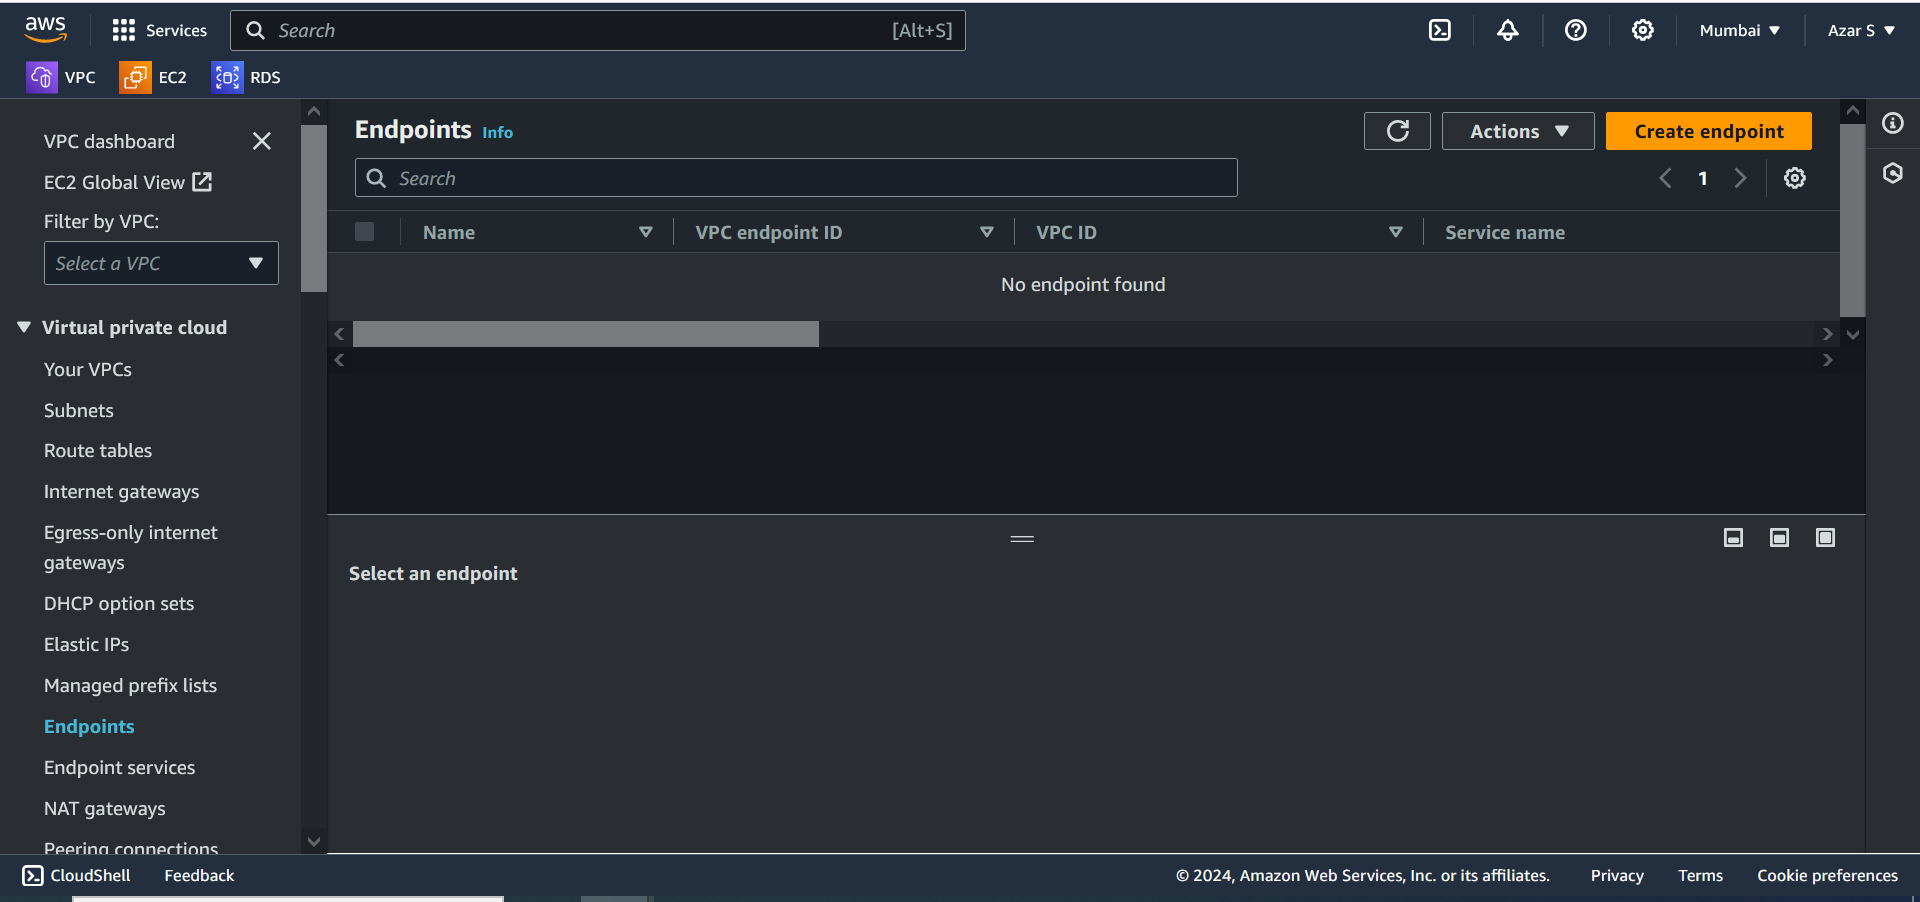 aws
Services
Search
[Alt+S]
Mumbai
Azar S
VPC
EC2
RDS
VPC dashboard
EC2 Global View
Filter by VPC:
Select a VPC
Virtual private cloud
Your VPCs
Subnets
Route tables
Internet gateways
Egress-only internet
gateways
DHCP option sets
Elastic IPs
Managed prefix lists
Endpoints
Endpoint services
NAT gateways
Peering connections
Endpoints Info
Actions
Create endpoint
Search
1
Name
VPC endpoint ID
VPC ID
Service name
No endpoint found
Select an endpoint
CloudShell
Feedback
© 2024, Amazon Web Services, Inc. or its affiliates.
Privacy
Terms
Cookie preferences